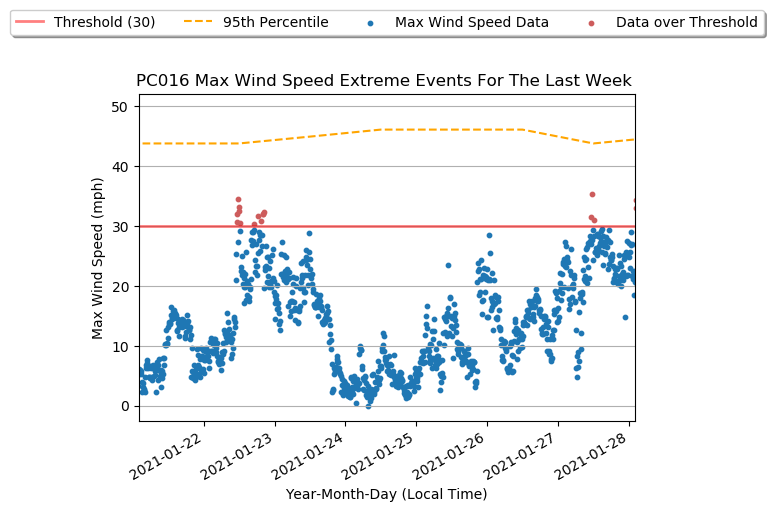 Threshold (30) 95th Percentile Max Wind Speed Data Data over Threshold
PC016 Max Wind Speed Extreme Events For The Last Week
50
40
30
20
10
0
Max Wind Speed (mph)
2021-01-22 2021-01-23 2021-01-24 2021-01-25 2021-01-26 2021-01-27 2021-01-28
Year-Month-Day (Local Time)